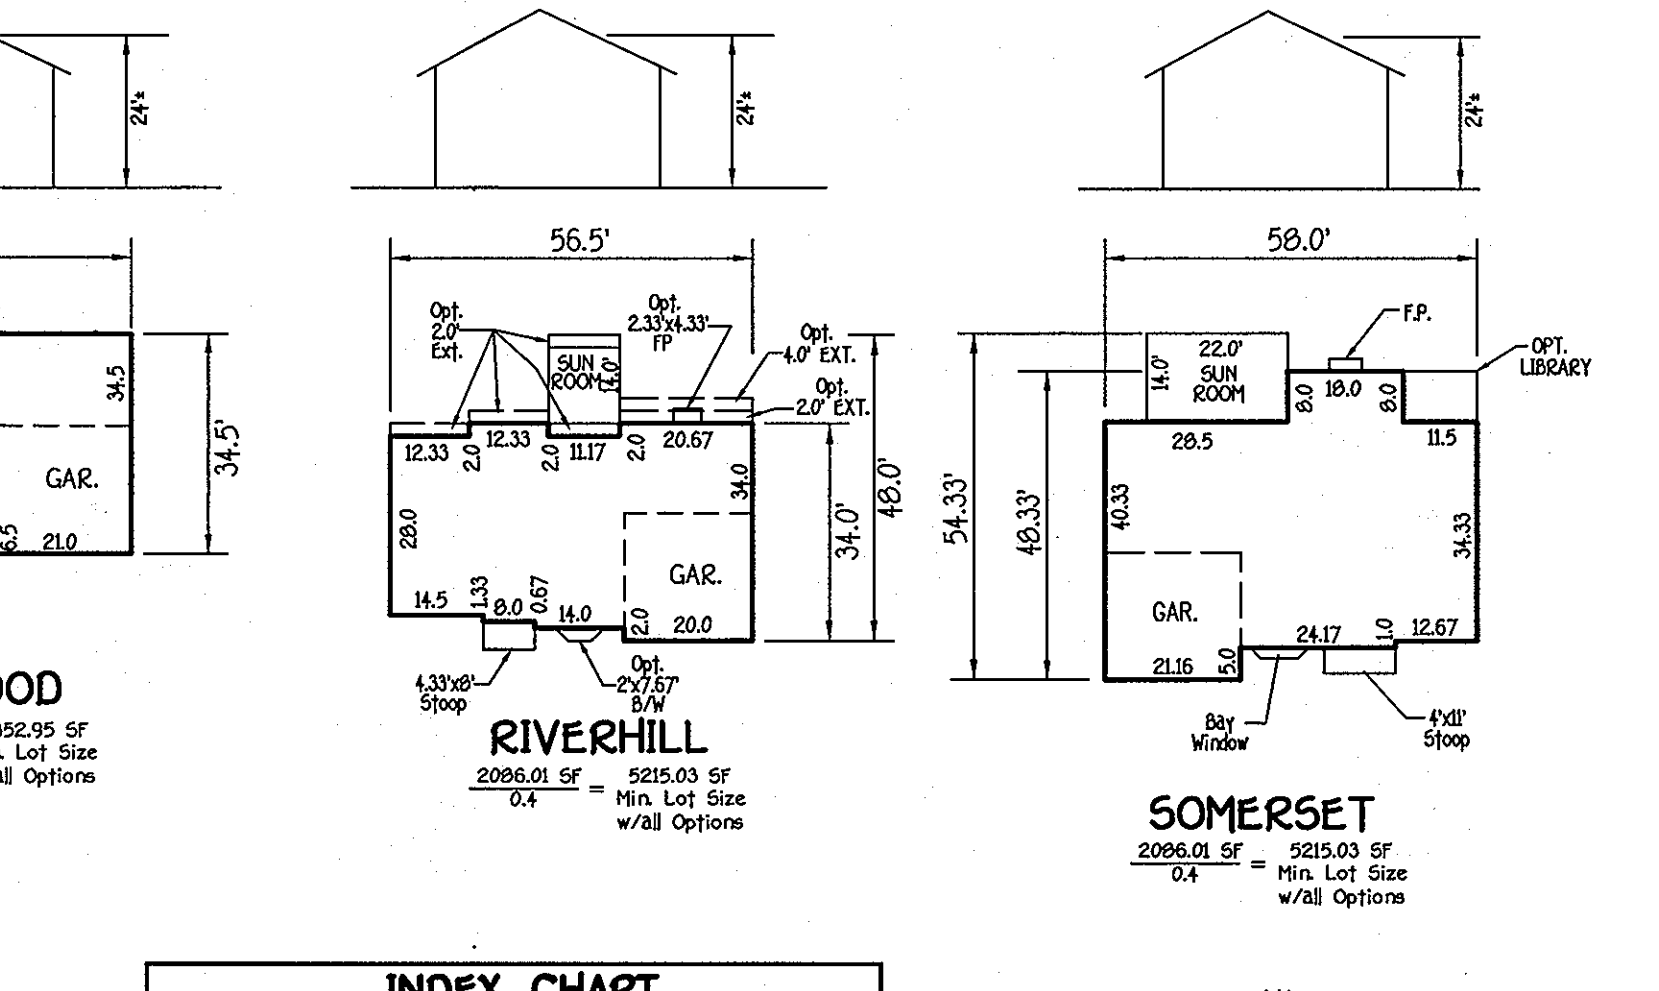 24'±
24'±
24'±
34.5
34.5'
GAR.
6.5
21.0
OOD
352.95 SF
Lot Size
all Options
56.5'
Opt.
2.0'
Ext.
Opt.
2.33'x4.33'
FP
Opt.
4.0' EXT.
Opt.
2.0' EXT.
SUN
ROOM
14.0'
12.33
2.0
12.33
2.0
11.17
2.0
20.67
34.0
28.0
34.0'
48.0'
GAR.
14.5
1.33
8.0
0.67
14.0
2.0
20.0
4.33'x8'
Stoop
Opt.
2'x7.67'
B/W
RIVERHILL
2086.01 SF = 5215.03 SF
0.4 Min. Lot Size
w/all Options
58.0'
F.P.
OPT.
LIBRARY
22.0'
SUN
ROOM
14.0'
8.0
18.0
8.0
28.5
11.5
54.33'
48.33'
40.33
34.33
GAR.
21.16
5.0
24.17
1.0
12.67
Bay
Window
4'x11'
Stoop
SOMERSET
2086.01 SF = 5215.03 SF
0.4 Min. Lot Size
w/all Options
INDEX CHART